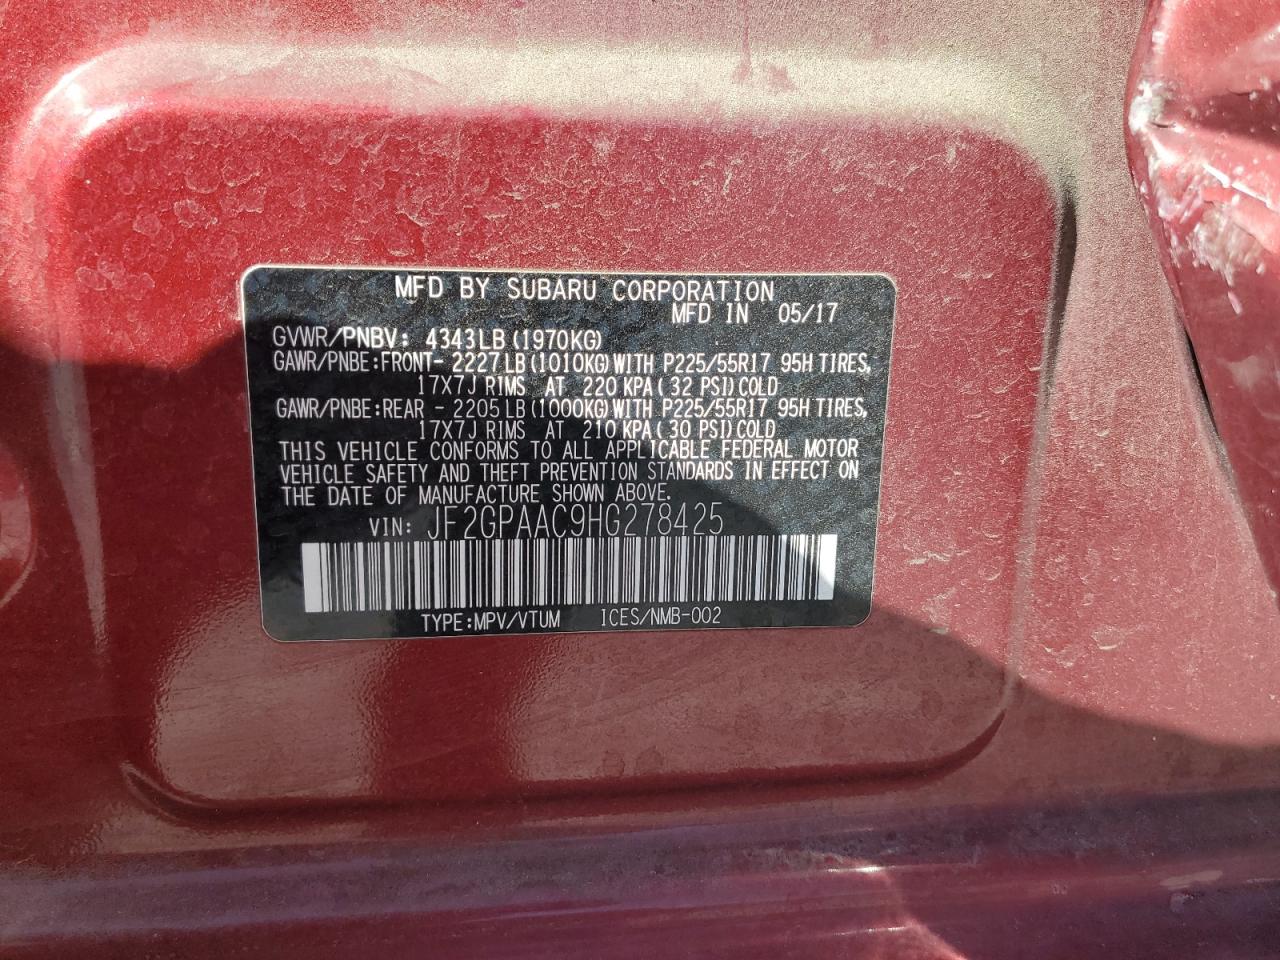 MFD BY SUBARU CORPORATION
MFD IN 05/17
GVWR/PNBV: 4343LB(1970KG)
GAWR/PNBE:FRONT- 2227LB(1010KG)WITH P225/55R17 95H TIRES,
17X7J RIMS AT 220 KPA(32 PSI)COLD
GAWR/PNBE:REAR - 2205LB(1000KG)WITH P225/55R17 95H TIRES,
17X7J RIMS AT 210 KPA(30 PSI)COLD
THIS VEHICLE CONFORMS TO ALL APPLICABLE FEDERAL MOTOR
VEHICLE SAFETY AND THEFT PREVENTION STANDARDS IN EFFECT ON
THE DATE OF MANUFACTURE SHOWN ABOVE.
VIN: JF2GPAAC9HG278425
TYPE:MPV/VTUM ICES/NMB-002